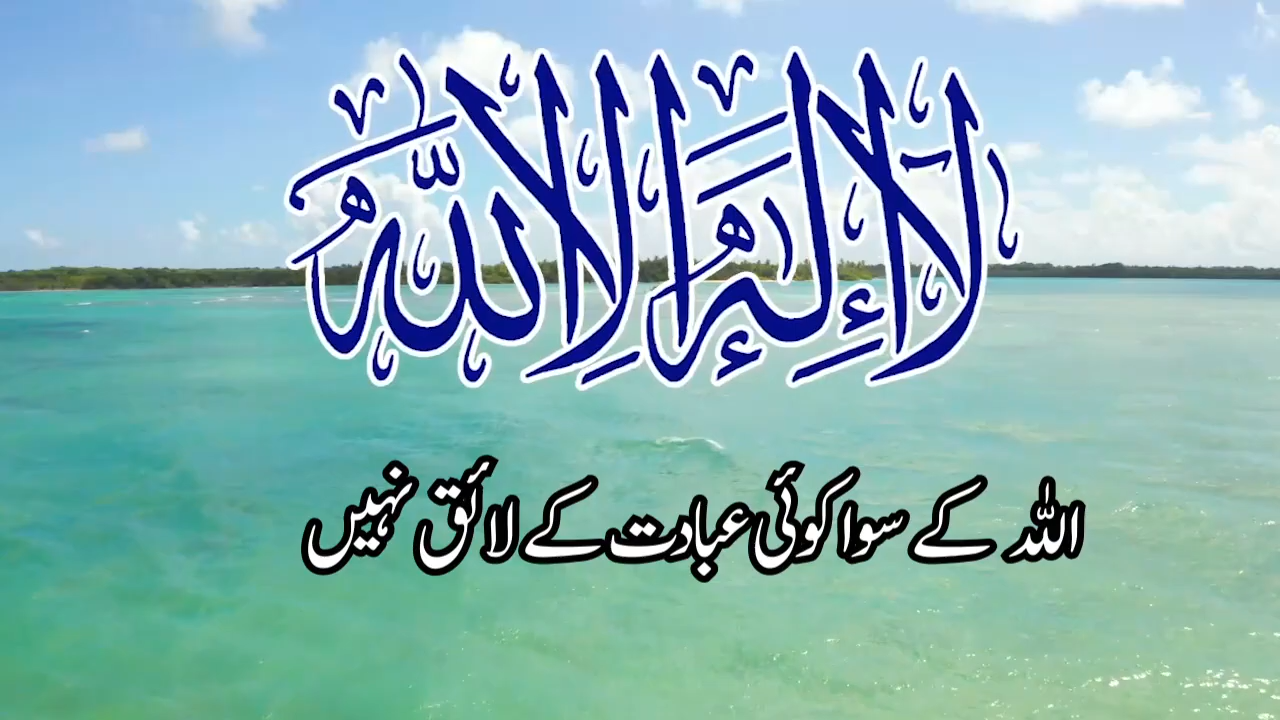 لَا إِلٰهَ إِلَّا اللّٰهُ
اللہ کے سوا کوئی عبادت کے لائق نہیں